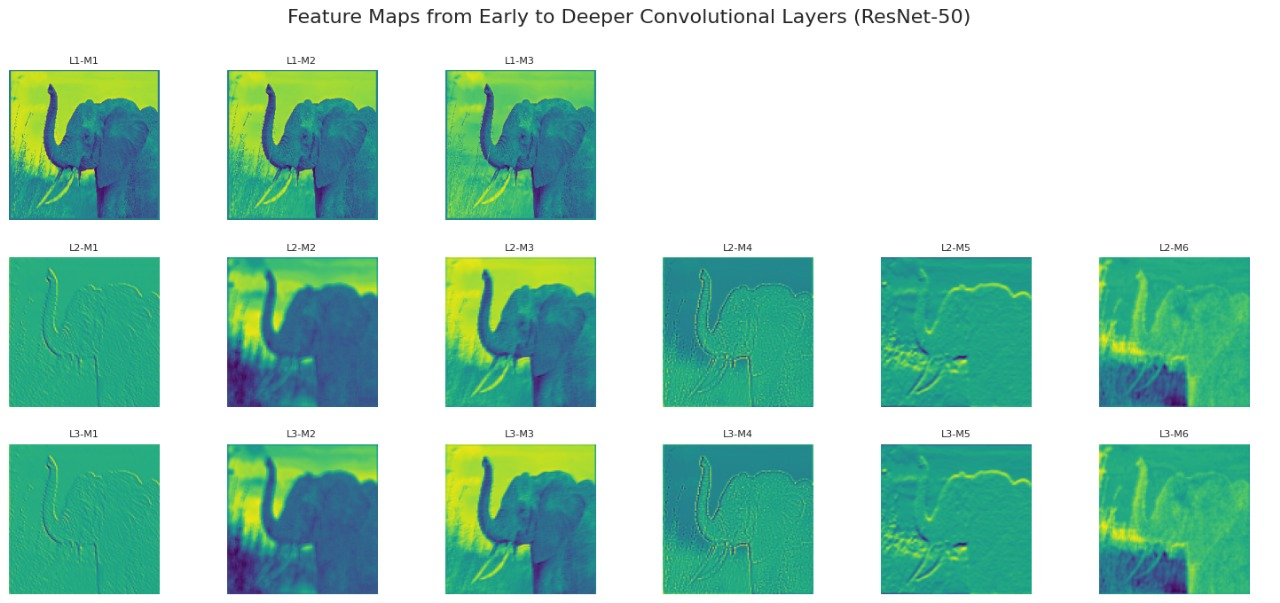 Feature Maps from Early to Deeper Convolutional Layers (ResNet-50)
L1-M1 L1-M2 L1-M3
L2-M1 L2-M2 L2-M3 L2-M4 L2-M5 L2-M6
L3-M1 L3-M2 L3-M3 L3-M4 L3-M5 L3-M6